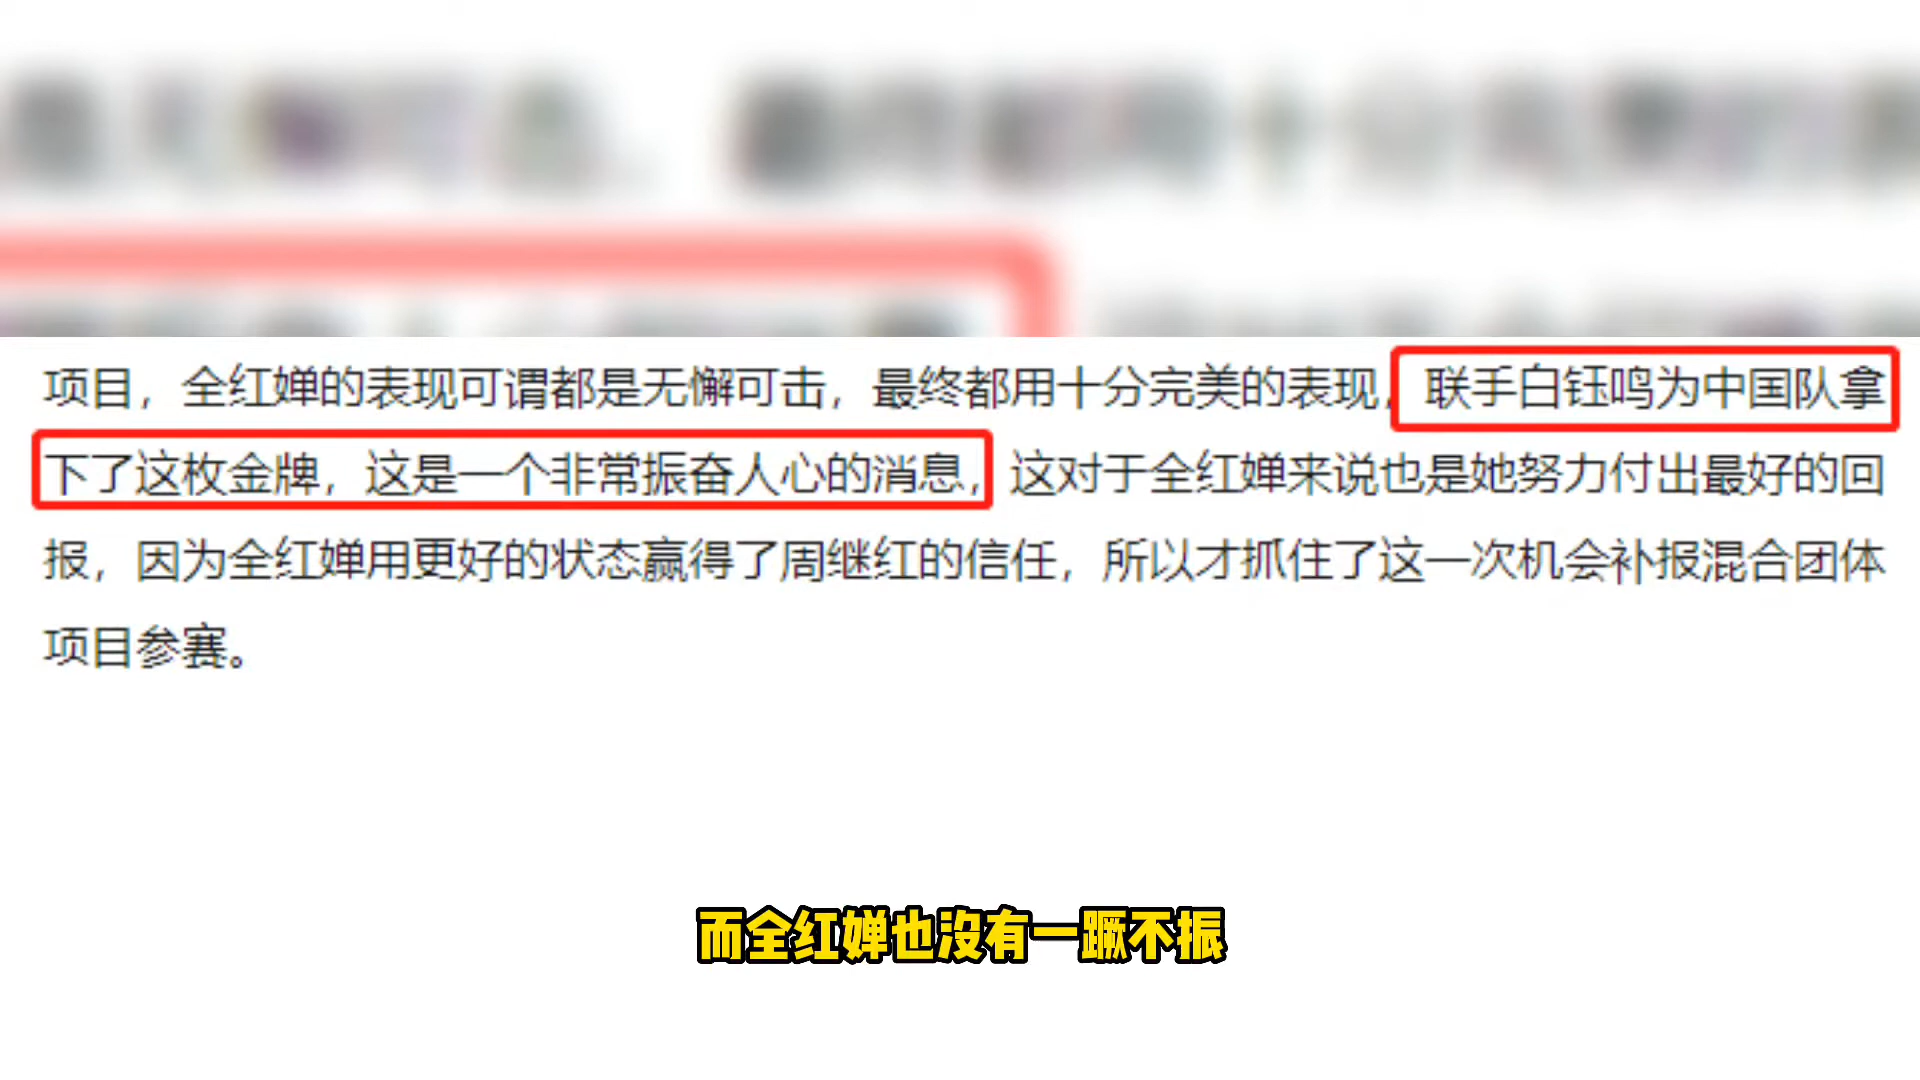 项目，全红婵的表现可谓都是无懈可击，最终都用十分完美的表现，联手白钰鸣为中国队拿
下了这枚金牌，这是一个非常振奋人心的消息，这对于全红婵来说也是她努力付出最好的回
报，因为全红婵用更好的状态赢得了周继红的信任，所以才抓住了这一次机会补报混合团体
项目参赛。
而全红婵也没有一蹶不振